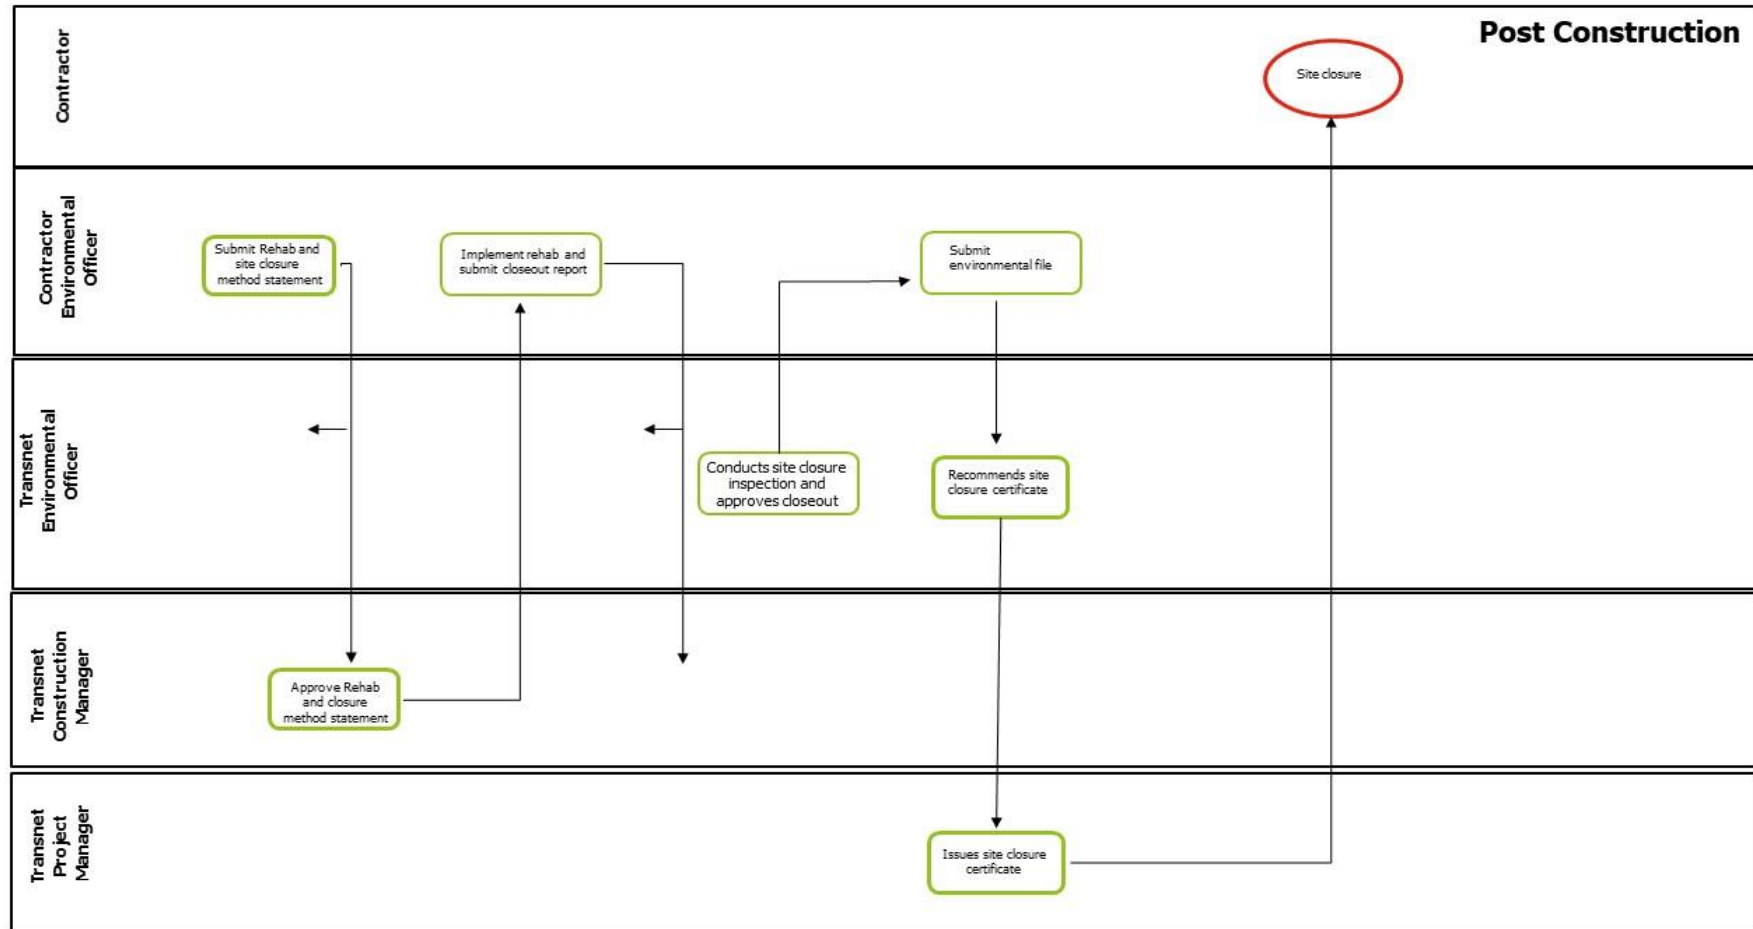 Post Construction
Contractor
Site closure
Contractor
Environmental
Officer
Submit Rehab and
site closure
method statement
Implement rehab and
submit closeout report
Submit
environmental file
Transnet
Environmental
Officer
Conducts site closure
inspection and
approves closeout
Recommends site
closure certificate
Transnet
Construction
Manager
Approve Rehab
and closure
method statement
Transnet
Project
Manager
Issues site closure
certificate